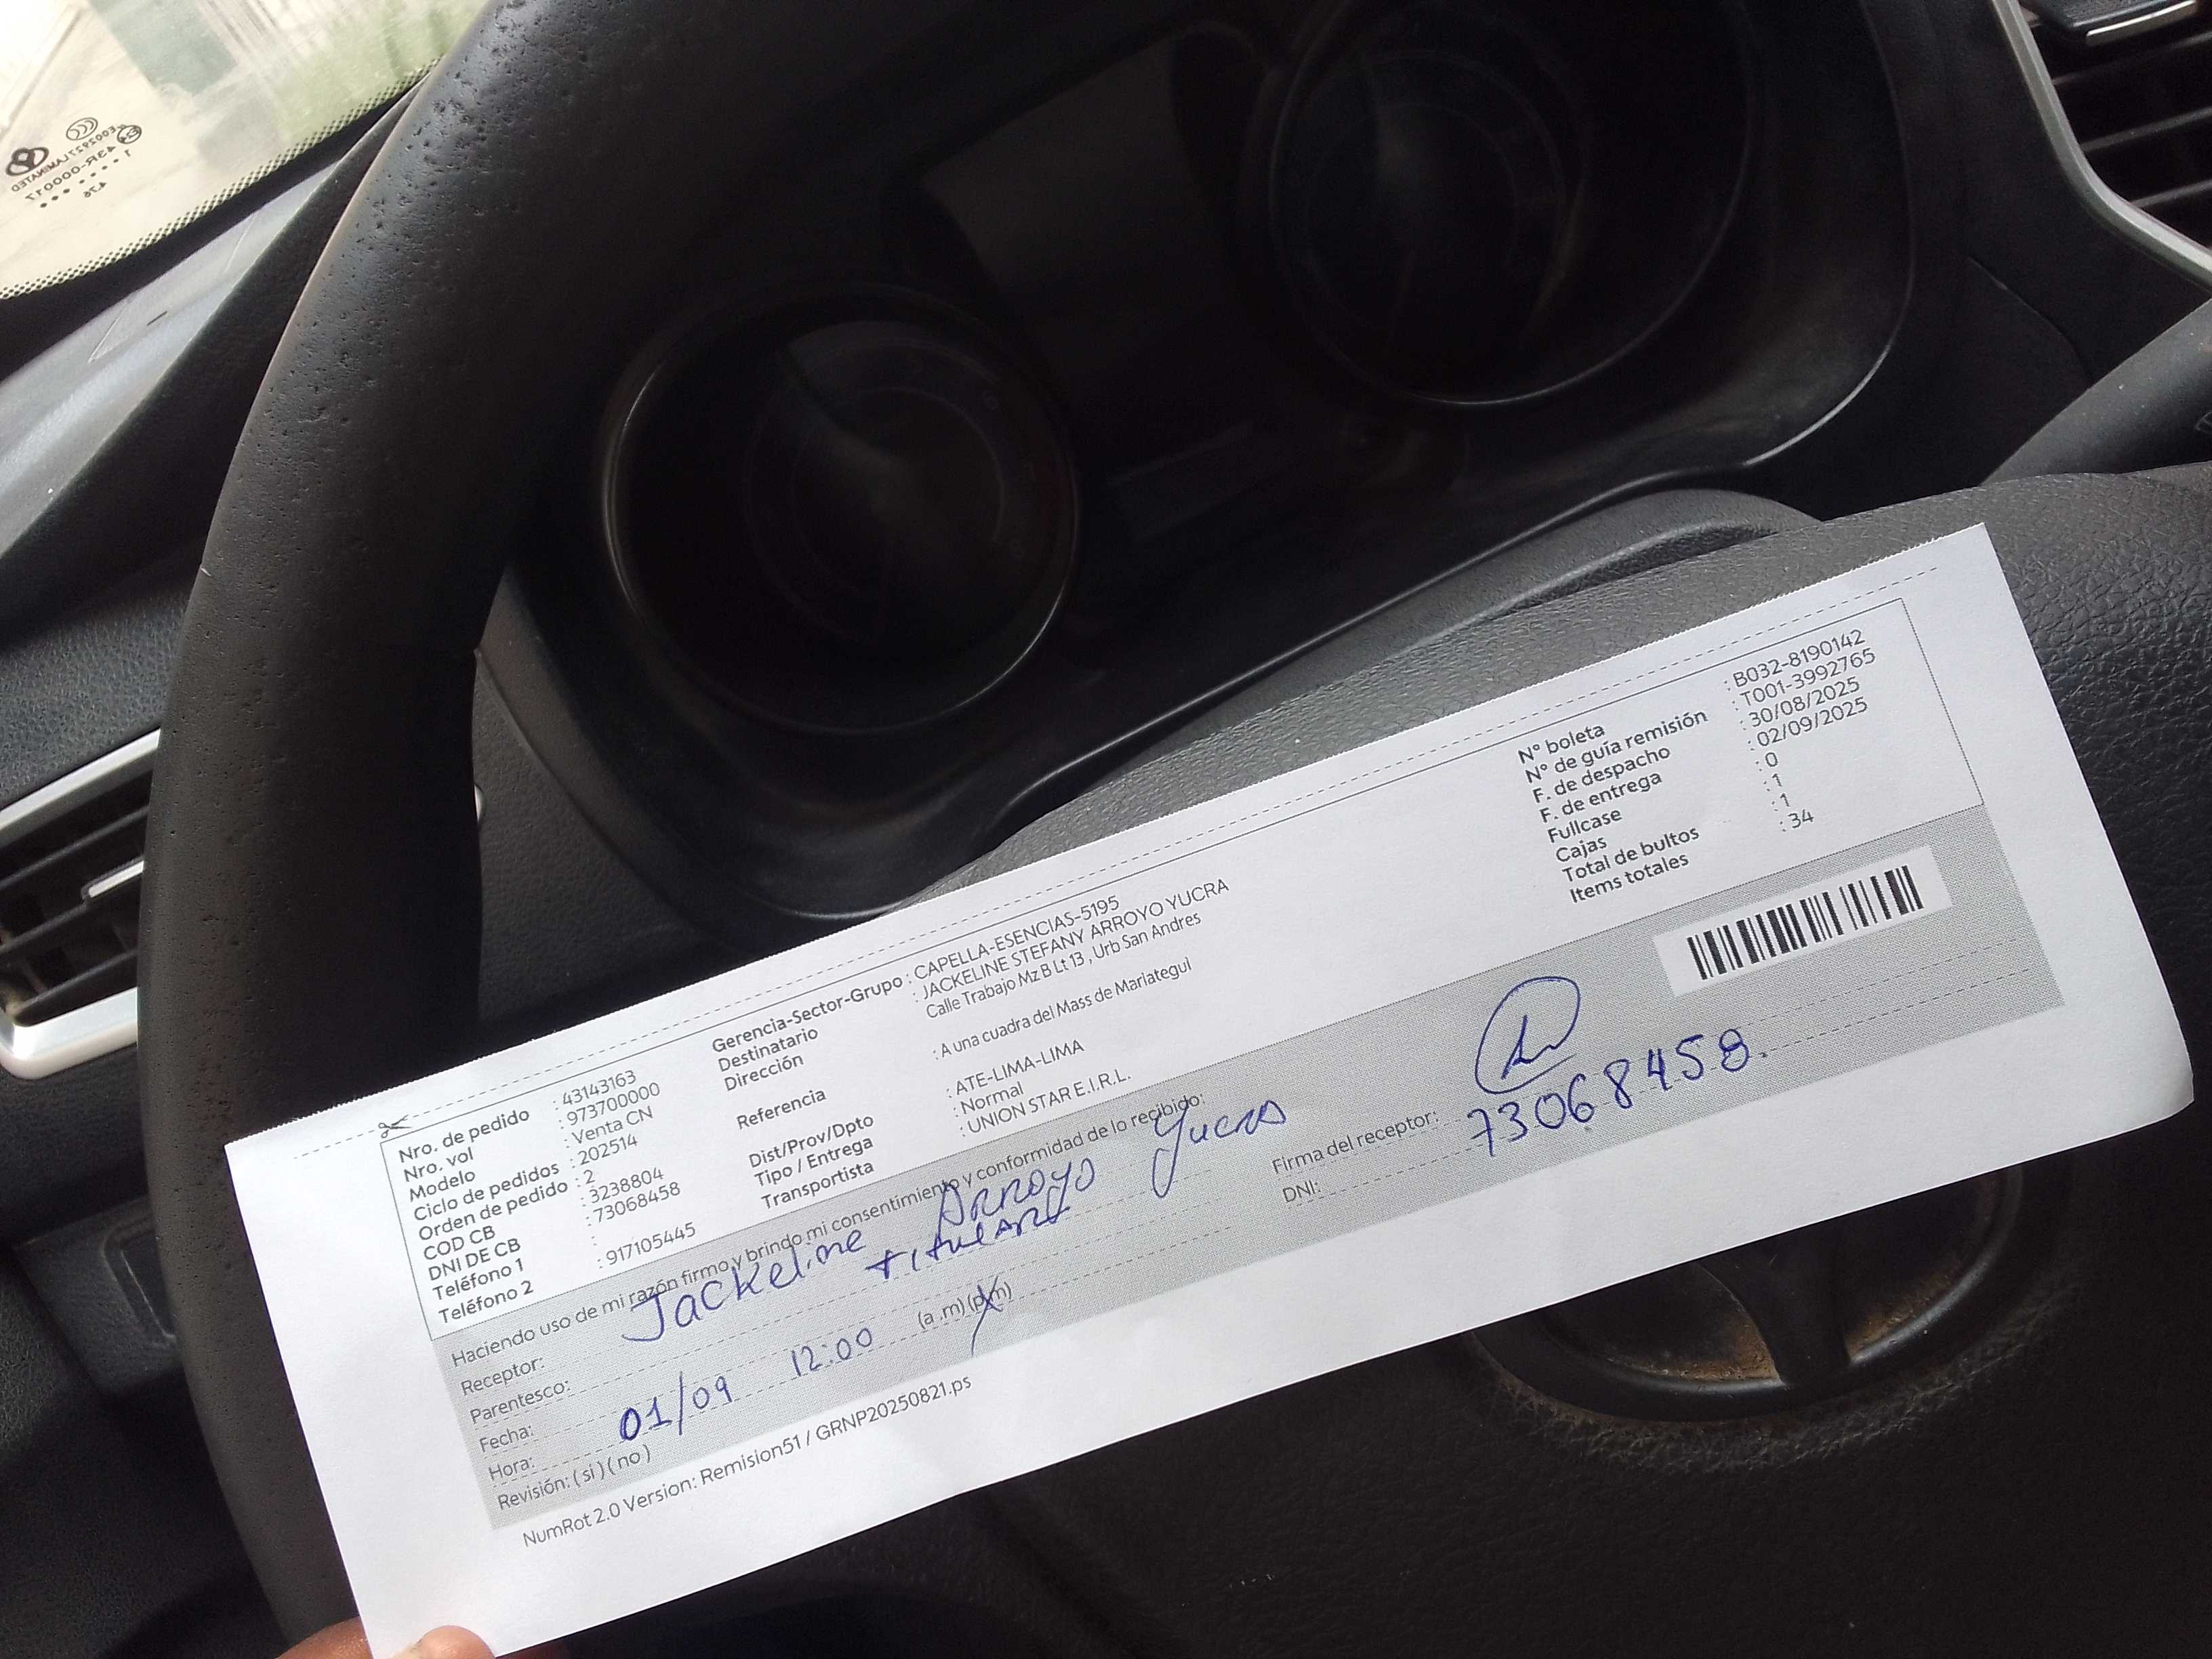 Nro. de pedido : 43143163
Nro. vol : 973700000
Modelo : Venta CN
Ciclo de pedidos : 202514
Orden de pedido : 2
COD CB : 3238804
DNI DE CB : 73068458
Teléfono 1 :
Teléfono 2 : 917105445
Gerencia-Sector-Grupo : CAPELLA-ESENCIAS-5195
Destinatario : JACKELINE STEFANY ARROYO YUCRA
Dirección Calle Trabajo Mz B Lt 13 , Urb San Andres
Referencia : A una cuadra del Mass de Mariategui
Dist/Prov/Dpto : ATE-LIMA-LIMA
Tipo / Entrega : Normal
Transportista : UNION STAR E.I.R.L.
N° boleta : B032-8190142
N° de guía remisión : T001-3992765
F. de despacho : 30/08/2025
F. de entrega : 02/09/2025
Fullcase : 0
Cajas : 1
Total de bultos : 1
Items totales : 34
Haciendo uso de mi razón firmo y brindo mi consentimiento y conformidad de lo recibido:
Receptor: Jackeline Arroyo Yucra
Parentesco: titular
Fecha: 01/09
Hora: 12:00 (a .m) (p.m)
Revisión: ( si ) ( no )
Firma del receptor:
DNI: 73068458.
NumRot 2.0 Version: Remision51 / GRNP20250821.ps